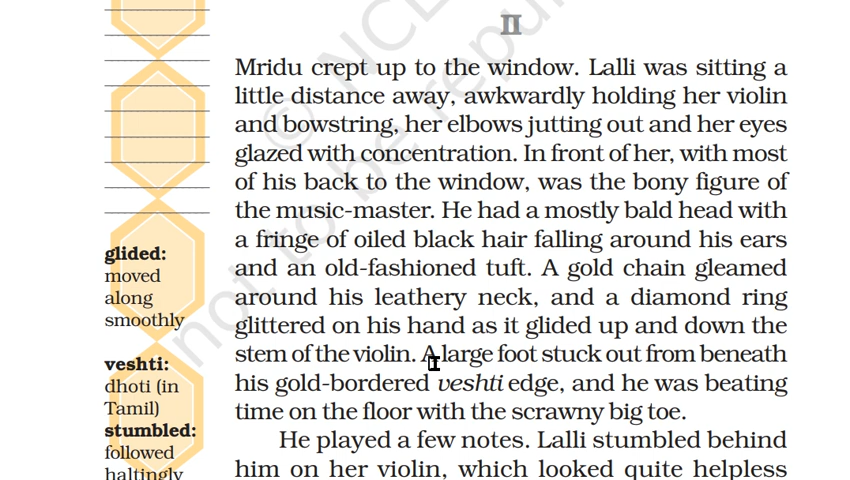 II
Mridu crept up to the window. Lalli was sitting a
little distance away, awkwardly holding her violin
and bowstring, her elbows jutting out and her eyes
glazed with concentration. In front of her, with most
of his back to the window, was the bony figure of
the music-master. He had a mostly bald head with
a fringe of oiled black hair falling around his ears
and an old-fashioned tuft. A gold chain gleamed
around his leathery neck, and a diamond ring
glittered on his hand as it glided up and down the
stem of the violin. A large foot stuck out from beneath
his gold-bordered veshti edge, and he was beating
time on the floor with the scrawny big toe.
He played a few notes. Lalli stumbled behind
him on her violin, which looked quite helpless
glided:
moved
along
smoothly
veshti:
dhoti (in
Tamil)
stumbled:
followed
haltingly
not to be